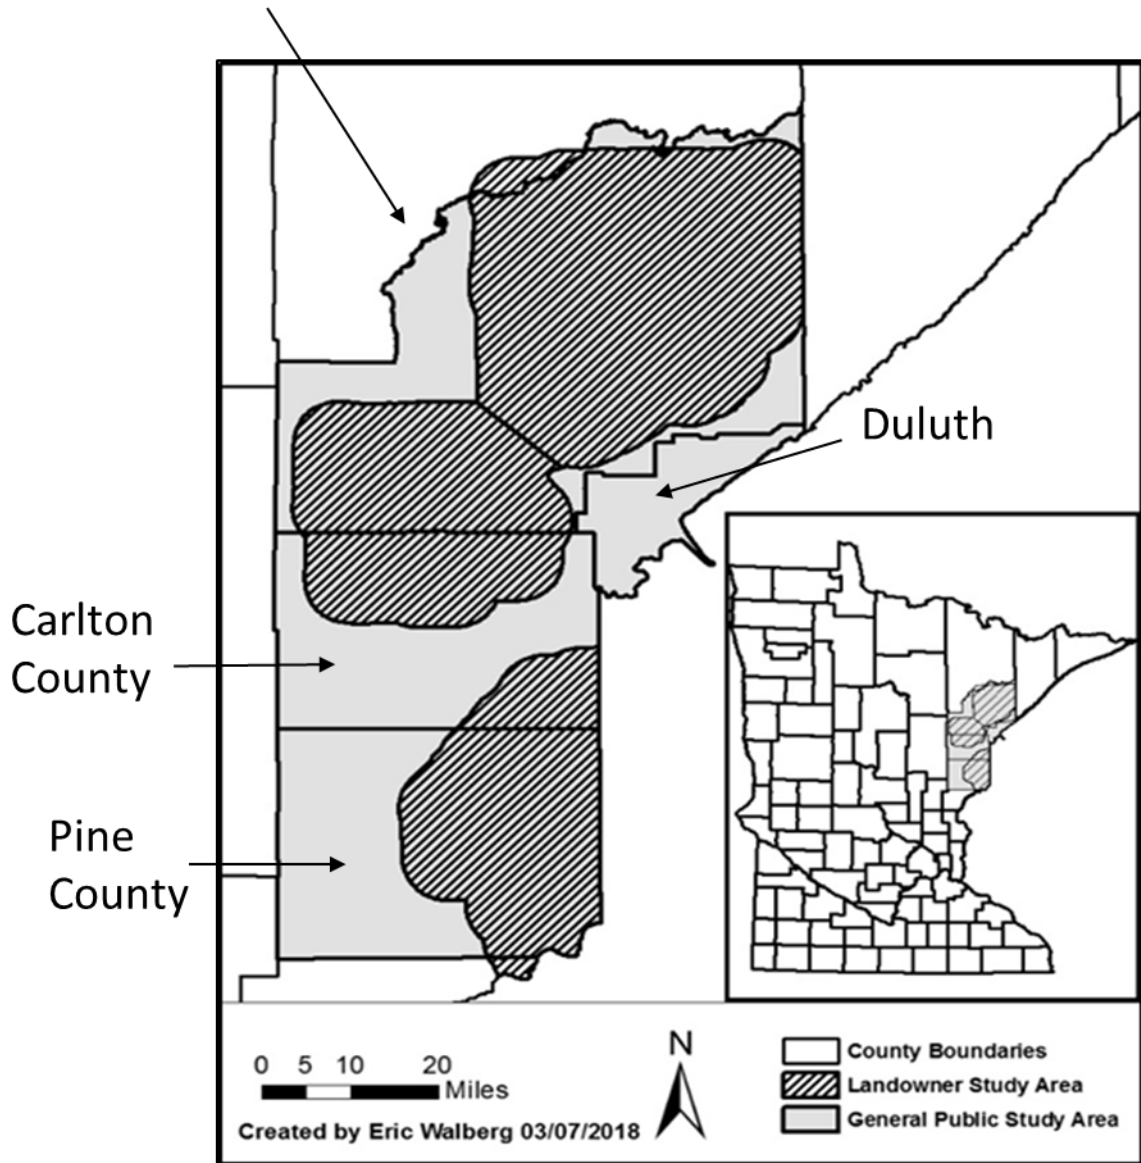 Duluth
Carlton
County
Pine
County
0 5 10 20
Miles
N
County Boundaries
Landowner Study Area
General Public Study Area
Created by Eric Walberg 03/07/2018